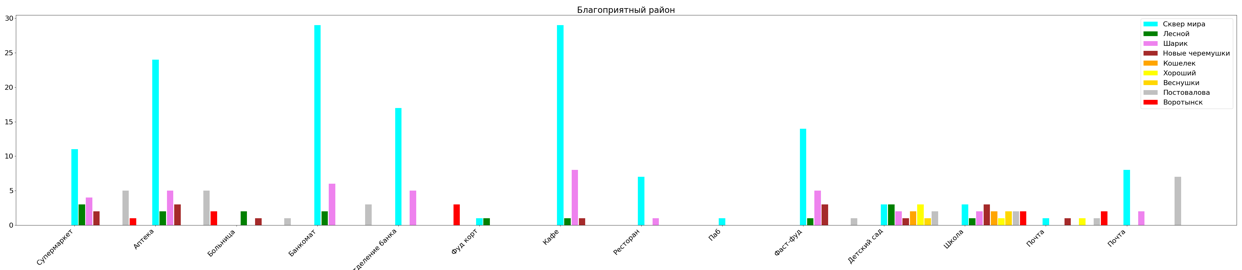 Благоприятный район
30
25
20
15
10
5
0
Сквер мира
Лесной
Шарик
Новые черемушки
Кошелек
Хороший
Веснушки
Постовалова
Воротынск
Супермаркет
Аптека
Больница
Банкомат
тделение банка
Фуд корт
Кафе
Ресторан
Паб
Фаст-фуд
Детский сад
Школа
Почта
Почта